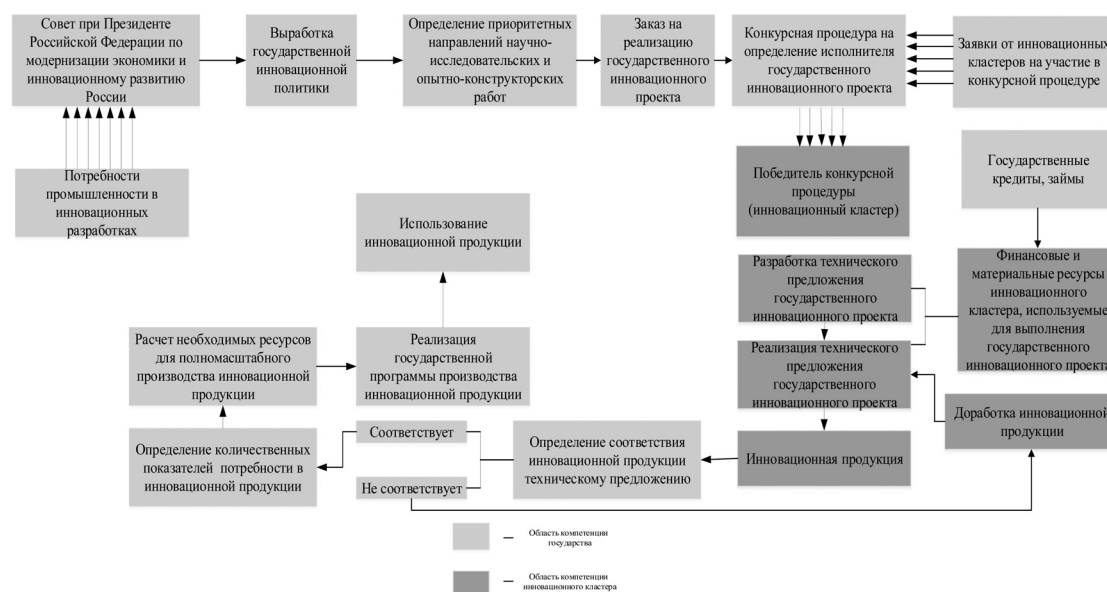 Совет при Президенте
Российской Федерации по
модернизации экономики и
инновационному развитию
России
Выработка
государственной
инновационной
политики
Определение приоритетных
направлений научно-
исследовательских и
опытно-конструкторских
работ
Заказ на
реализацию
государственного
инновационного
проекта
Конкурсная процедура на
определение исполнителя
государственного
инновационного проекта
Заявки от инновационных
кластеров на участие в
конкурсной процедуре
Потребности
промышленности в
инновационных
разработках
Использование
инновационной продукции
Победитель конкурсной
процедуры
(инновационный кластер)
Государственные
кредиты, займы
Разработка технического
предложения
государственного
инновационного проекта
Финансовые и
материальные ресурсы
инновационного
кластера, используемые
для выполнения
государственного
инновационного проекта
Расчет необходимых ресурсов
для полномасштабного
производства инновационной
продукции
Реализация
государственной
программы производства
инновационной продукции
Реализация технического
предложения
государственного
инновационного проекта
Доработка инновационной
продукции
Определение количественных
показателей потребности в
инновационной продукции
Соответствует
Не соответствует
Определение соответствия
инновационной продукции
техническому предложению
Инновационная продукция
— Область компетенции
государства
— Область компетенции
инновационного кластера